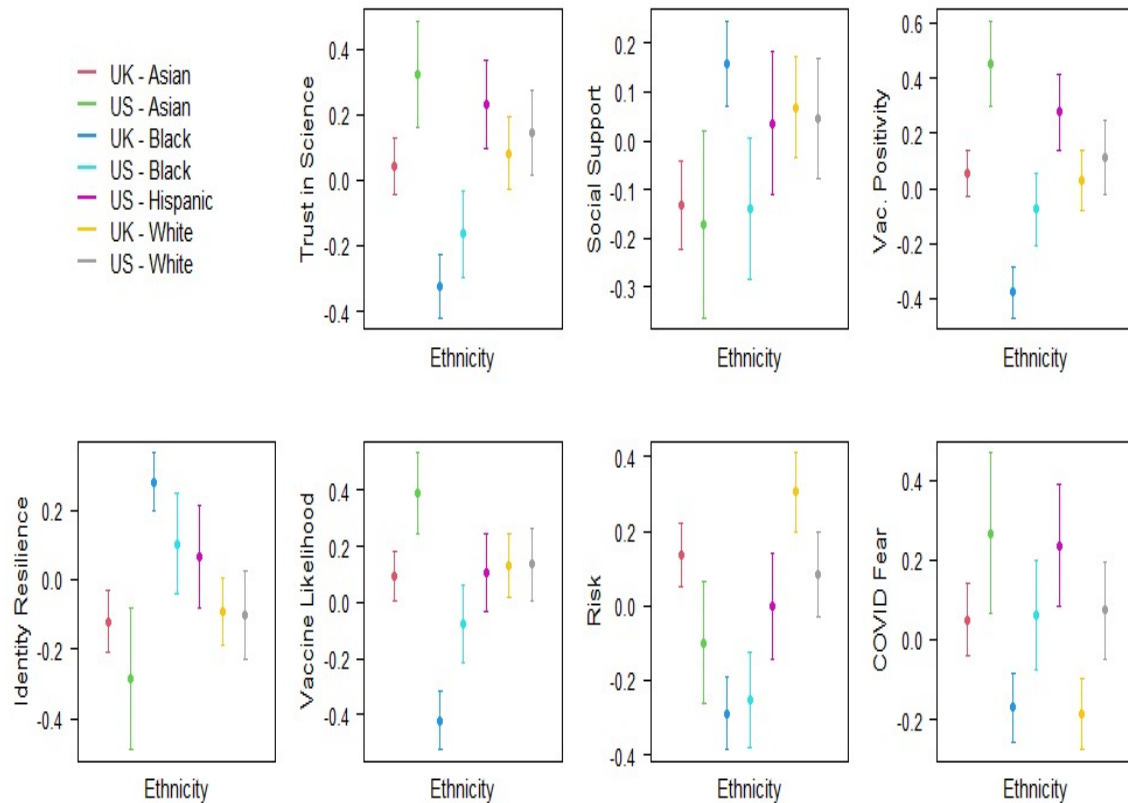 UK - Asian
US - Asian
UK - Black
US - Black
US - Hispanic
UK - White
US - White
Trust in Science
0.4
0.2
0.0
-0.2
-0.4
Ethnicity
Social Support
0.2
0.1
0.0
-0.1
-0.2
-0.3
Ethnicity
Vac. Positivity
0.6
0.4
0.2
0.0
-0.2
-0.4
Ethnicity
Identity Resilience
0.2
0.0
-0.2
-0.4
Ethnicity
Vaccine Likelihood
0.4
0.2
0.0
-0.2
-0.4
Ethnicity
Risk
0.4
0.2
0.0
-0.2
-0.4
Ethnicity
COVID Fear
0.4
0.2
0.0
-0.2
Ethnicity